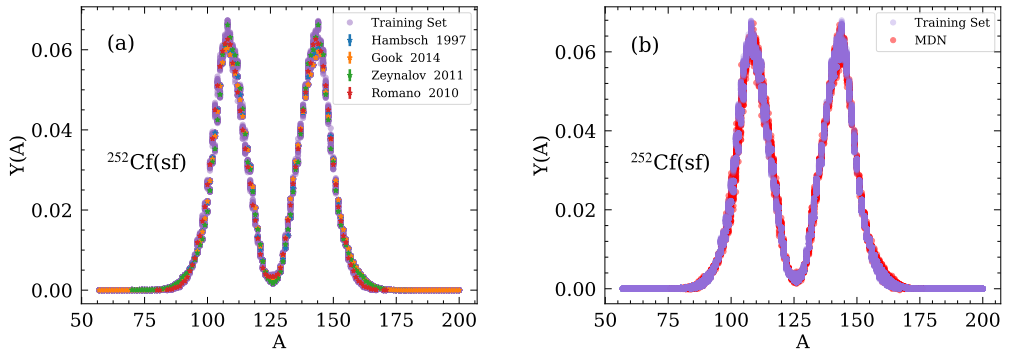 (a)
Training Set
Hambsch 1997
Gook 2014
Zeynalov 2011
Romano 2010
²⁵²Cf(sf)
Y(A)
0.06
0.04
0.02
0.00
50 75 100 125 150 175 200
A
(b)
Training Set
MDN
²⁵²Cf(sf)
Y(A)
0.06
0.04
0.02
0.00
50 75 100 125 150 175 200
A